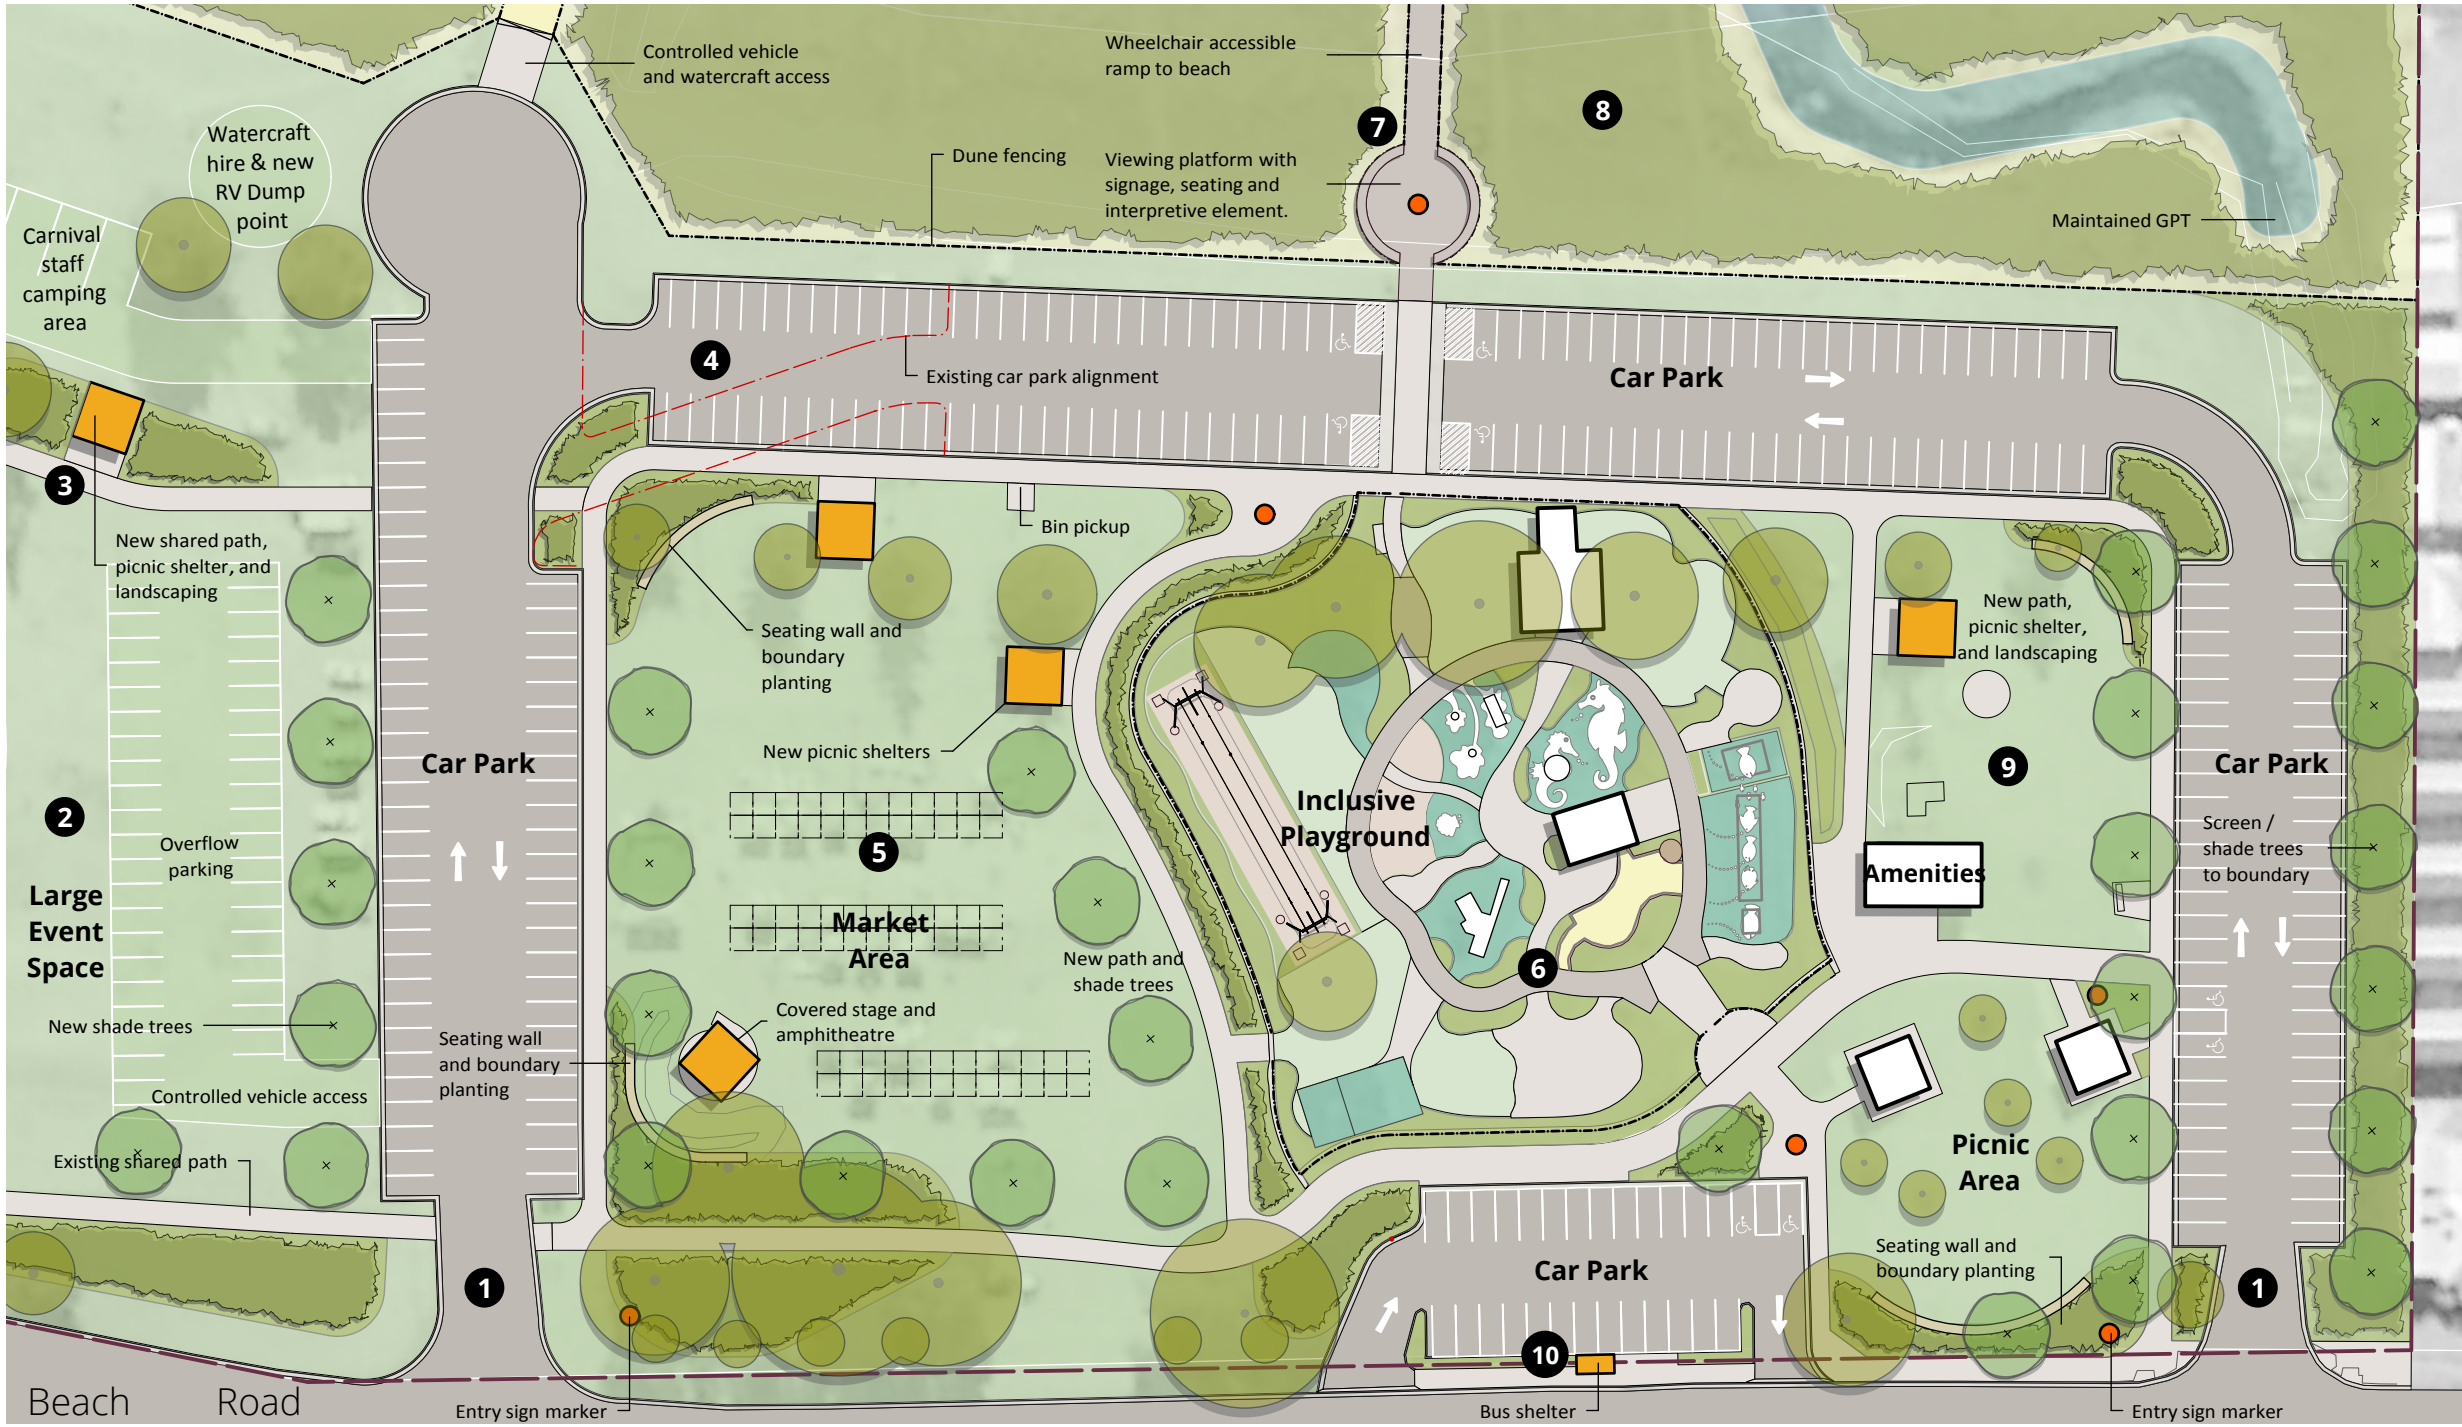 Controlled vehicle
and watercraft access
Wheelchair accessible
ramp to beach
8
7
Watercraft
hire & new
RV Dump
point
Dune fencing
Viewing platform with
signage, seating and
interpretive element.
Maintained GPT
Carnival
staff
camping
area
4
Existing car park alignment
Car Park
3
Bin pickup
New shared path,
picnic shelter, and
landscaping
Seating wall and
boundary
planting
New path,
picnic shelter,
and landscaping
New picnic shelters
Car Park
Car Park
9
2
Inclusive
Playground
Overflow
parking
5
Screen /
shade trees
to boundary
Amenities
Large
Event
Space
Market
Area
New path and
shade trees
6
New shade trees
Covered stage and
amphitheatre
Seating wall
and boundary
planting
Controlled vehicle access
Existing shared path
Picnic
Area
Seating wall and
boundary planting
Car Park
1
1
10
Beach Road
Entry sign marker
Bus shelter
Entry sign marker